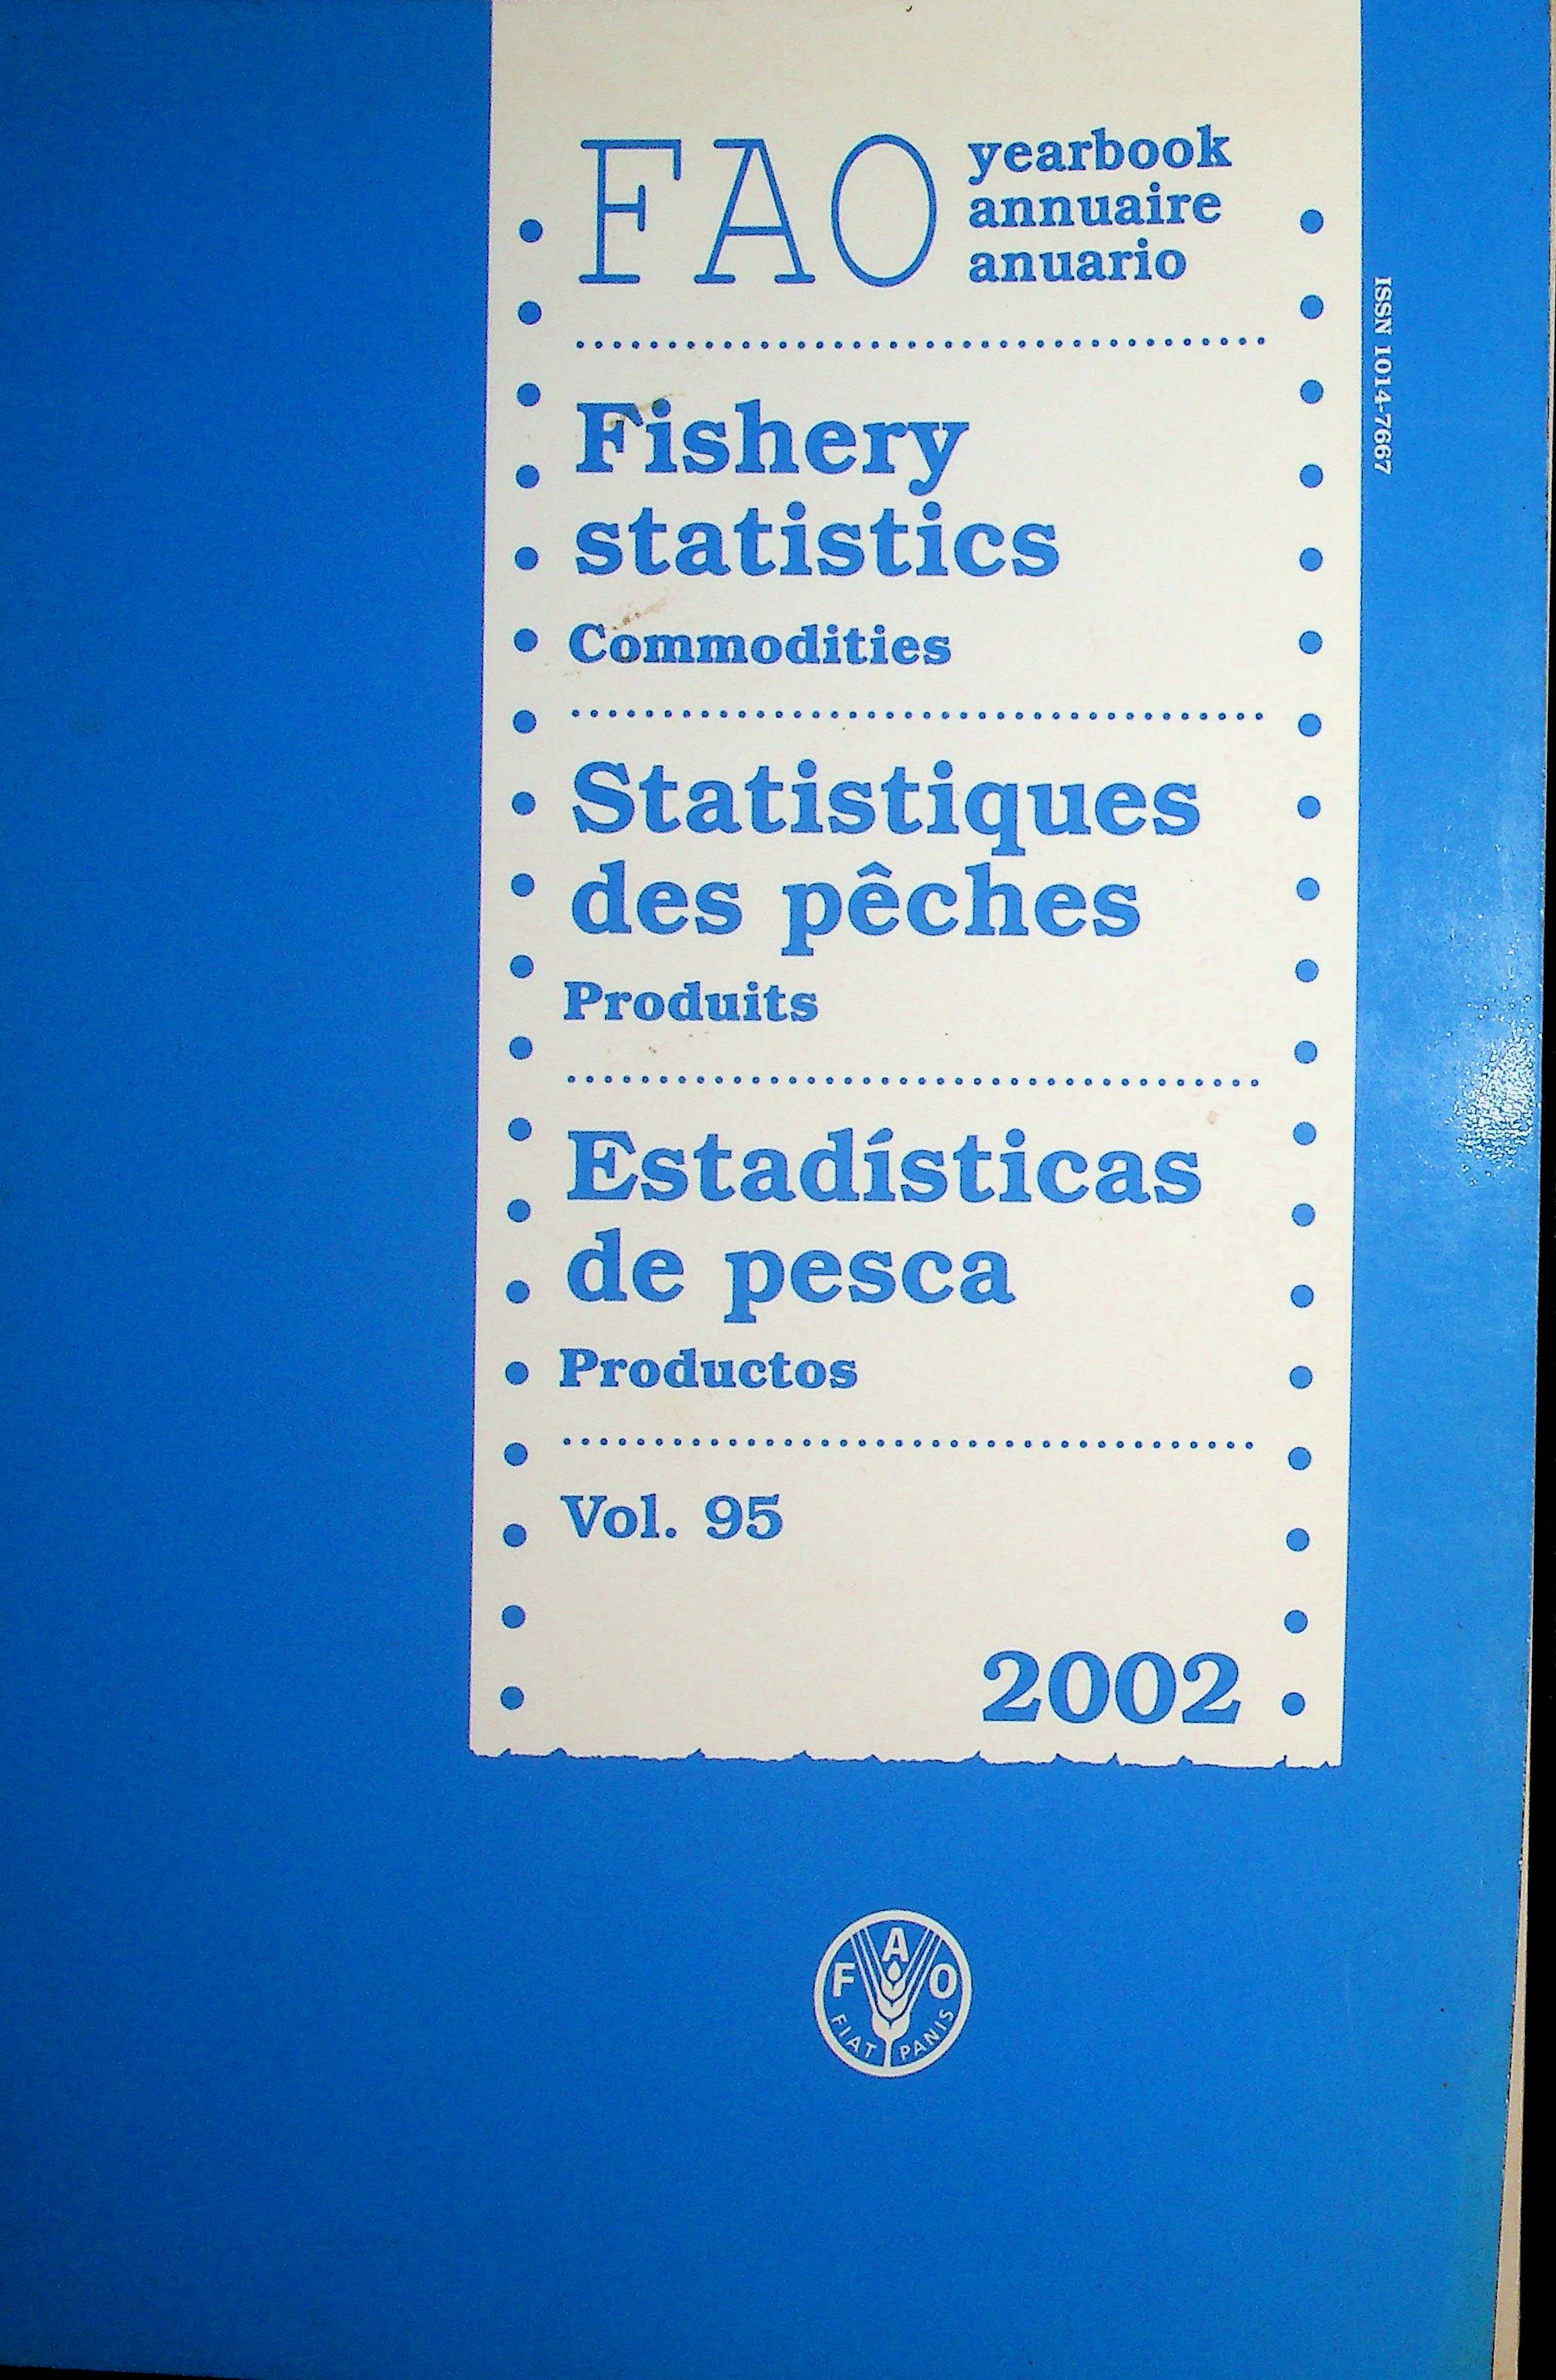 FAO
yearbook
annuaire
anuario
ISSN 1014-7667
Fishery
statistics
Commodities
Statistiques
des pêches
Produits
Estadísticas
de pesca
Productos
Vol. 95
2002
F A O
FIAT PANIS